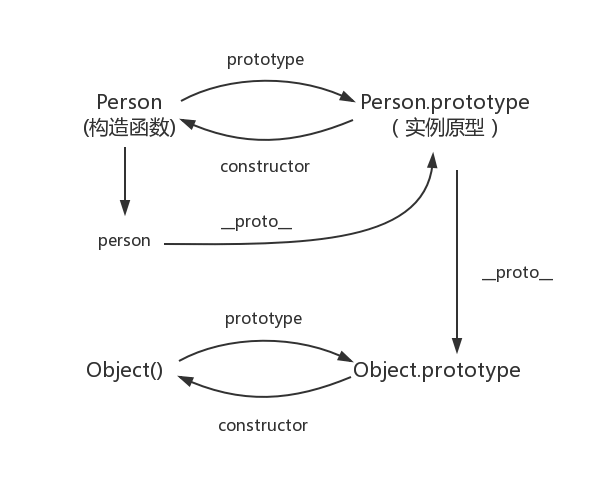 prototype
Person
(构造函数)
Person.prototype
( 实例原型 )
constructor
__proto__
person
__proto__
prototype
Object()
Object.prototype
constructor